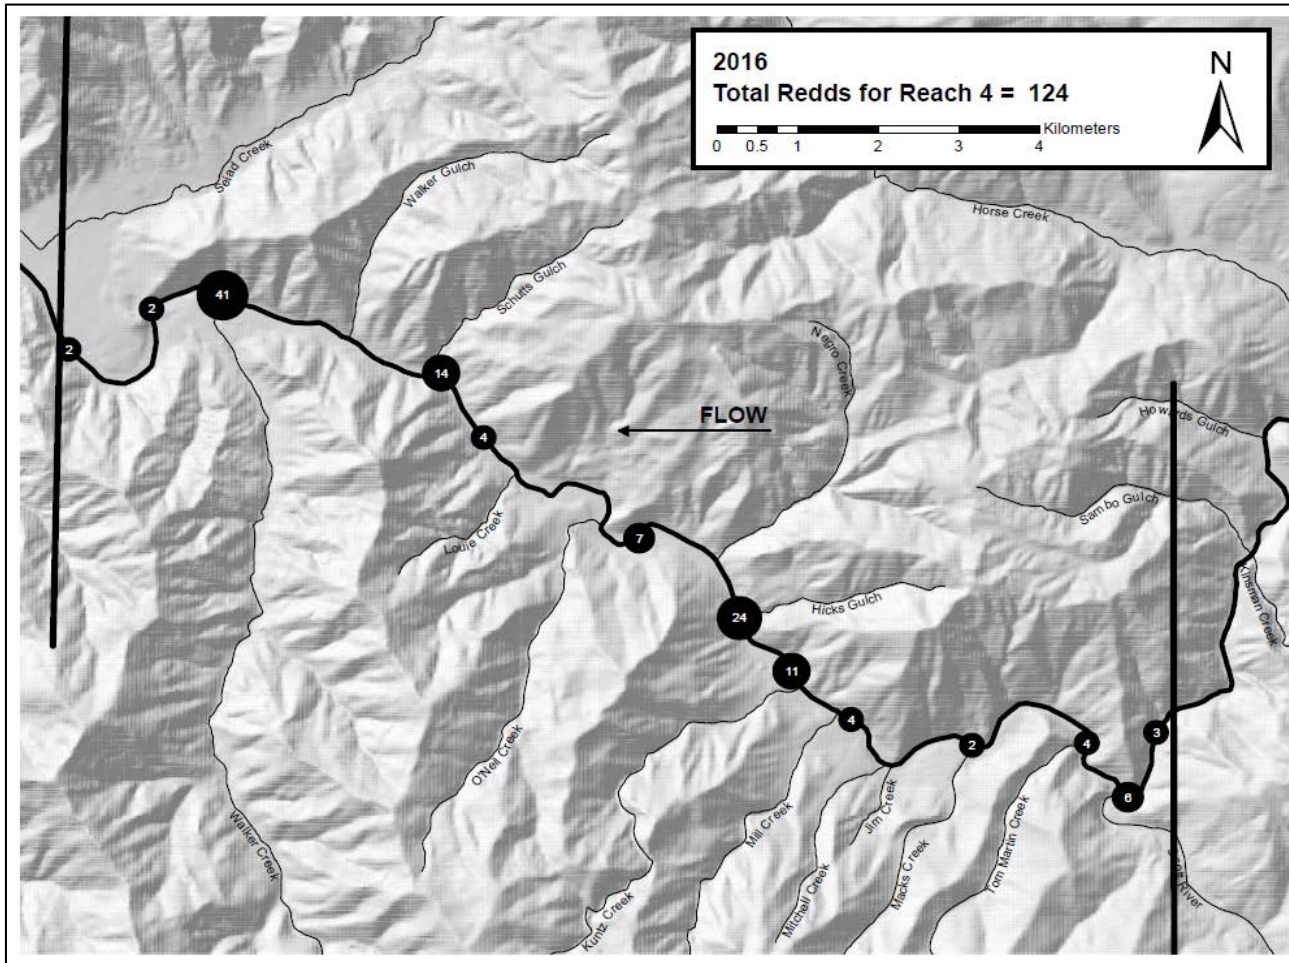 2016
Total Redds for Reach 4 = 124
N
Kilometers
0 0.5 1 2 3 4
Seiad Creek
Walker Gulch
Horse Creek
Schutts Gulch
41
2
2
14
Negro Creek
FLOW
4
Howards Gulch
Sambo Gulch
Louie Creek
7
Kinsman Creek
Hicks Gulch
24
11
4
2
4
3
6
O'Neil Creek
Walker Creek
Mill Creek
Jim Creek
Kuntz Creek
Mitchell Creek
Macks Creek
Tom Martin Creek
Scott River